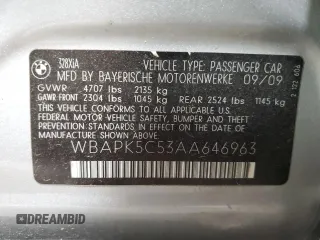 328XiA
VEHICLE TYPE: PASSENGER CAR
MFD BY BAYERISCHE MOTORENWERKE 09/09
GVWR 4707 lbs 2135 kg
GAWR FRONT 2304 lbs 1045 kg REAR 2524 lbs 1145 kg
THIS VEHICLE CONFORMS TO ALL APPLICABLE
FEDERAL MOTOR VEHICLE SAFETY, BUMPER,
AND THEFT PREVENTION STANDARDS IN EFFECT
ON THE DATE OF MANUFACTURE SHOWN ABOVE.
WBAPK5C53AA646963
DREAMBID